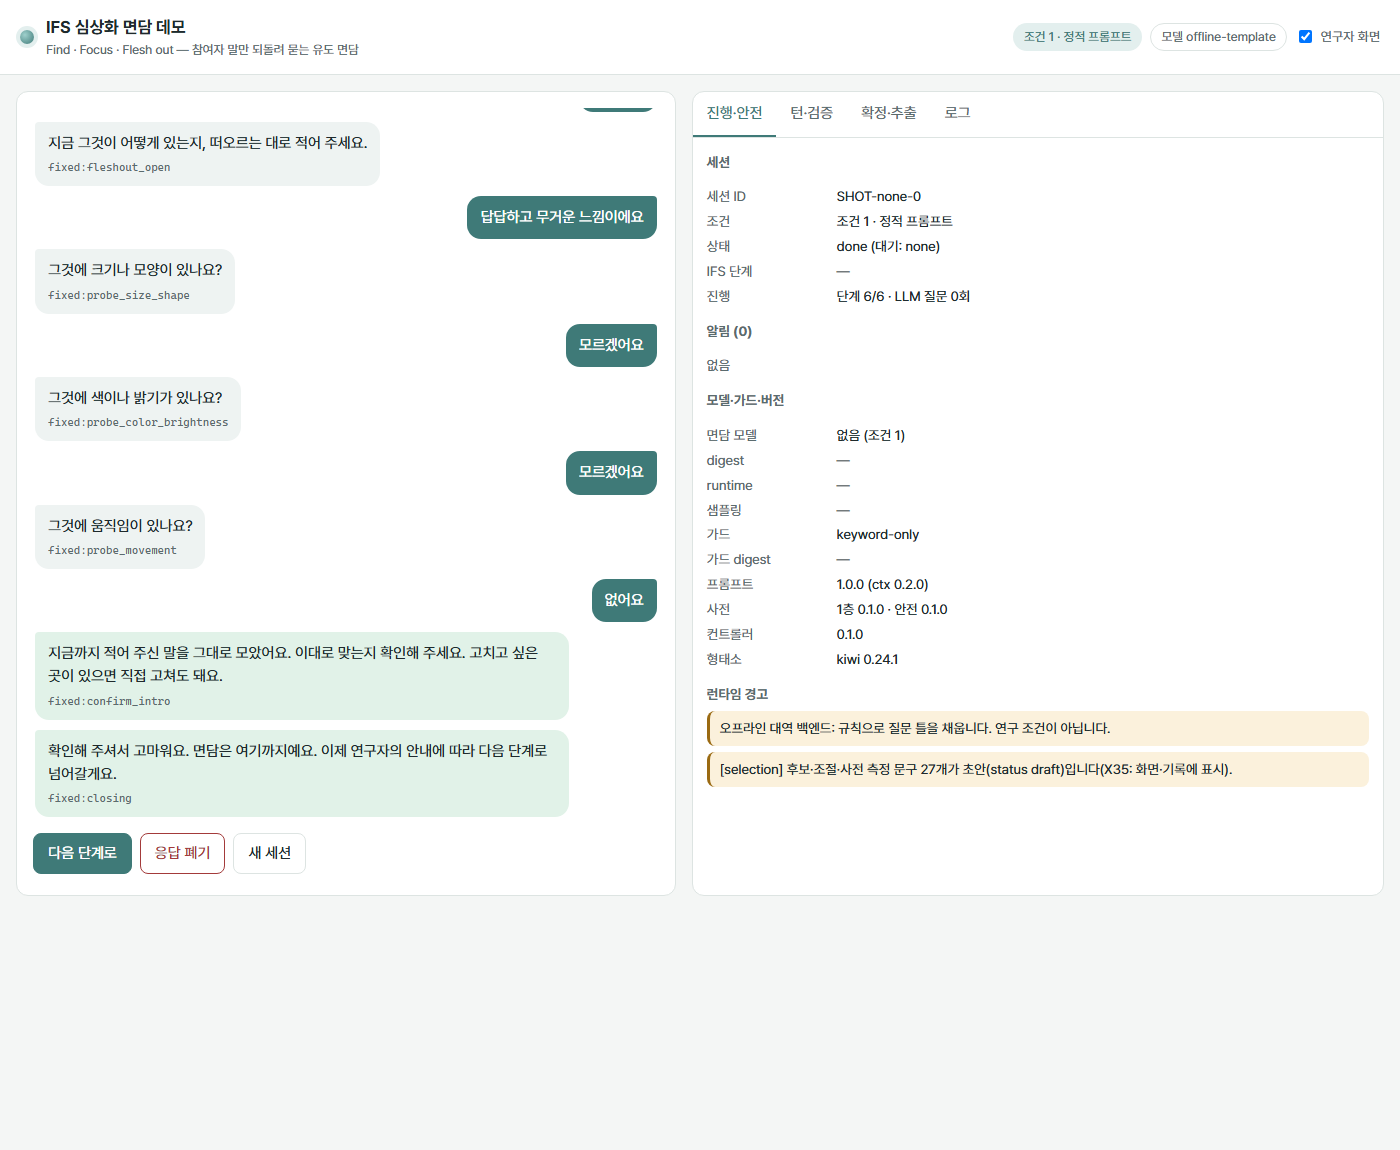 IFS 심상화 면담 데모
Find · Focus · Flesh out — 참여자 말만 되돌려 묻는 유도 면담
조건 1 · 정적 프롬프트
모델 offline-template
연구자 화면
지금 그것이 어떻게 있는지, 떠오르는 대로 적어 주세요.
fixed:fleshout_open
답답하고 무거운 느낌이에요
그것에 크기나 모양이 있나요?
fixed:probe_size_shape
모르겠어요
그것에 색이나 밝기가 있나요?
fixed:probe_color_brightness
모르겠어요
그것에 움직임이 있나요?
fixed:probe_movement
없어요
지금까지 적어 주신 말을 그대로 모았어요. 이대로 맞는지 확인해 주세요. 고치고 싶은
곳이 있으면 직접 고쳐도 돼요.
fixed:confirm_intro
확인해 주셔서 고마워요. 면담은 여기까지예요. 이제 연구자의 안내에 따라 다음 단계로
넘어갈게요.
fixed:closing
다음 단계로
응답 폐기
새 세션
진행·안전
턴·검증
확정·추출
로그
세션
세션 ID
SHOT-none-0
조건
조건 1 · 정적 프롬프트
상태
done (대기: none)
IFS 단계
—
진행
단계 6/6 · LLM 질문 0회
알림 (0)
없음
모델·가드·버전
면담 모델
없음 (조건 1)
digest
—
runtime
—
샘플링
—
가드
keyword-only
가드 digest
—
프롬프트
1.0.0 (ctx 0.2.0)
사전
1층 0.1.0 · 안전 0.1.0
컨트롤러
0.1.0
형태소
kiwi 0.24.1
런타임 경고
오프라인 대역 백엔드: 규칙으로 질문 틀을 채웁니다. 연구 조건이 아닙니다.
[selection] 후보·조절·사전 측정 문구 27개가 초안(status draft)입니다(X35: 화면·기록에 표시).